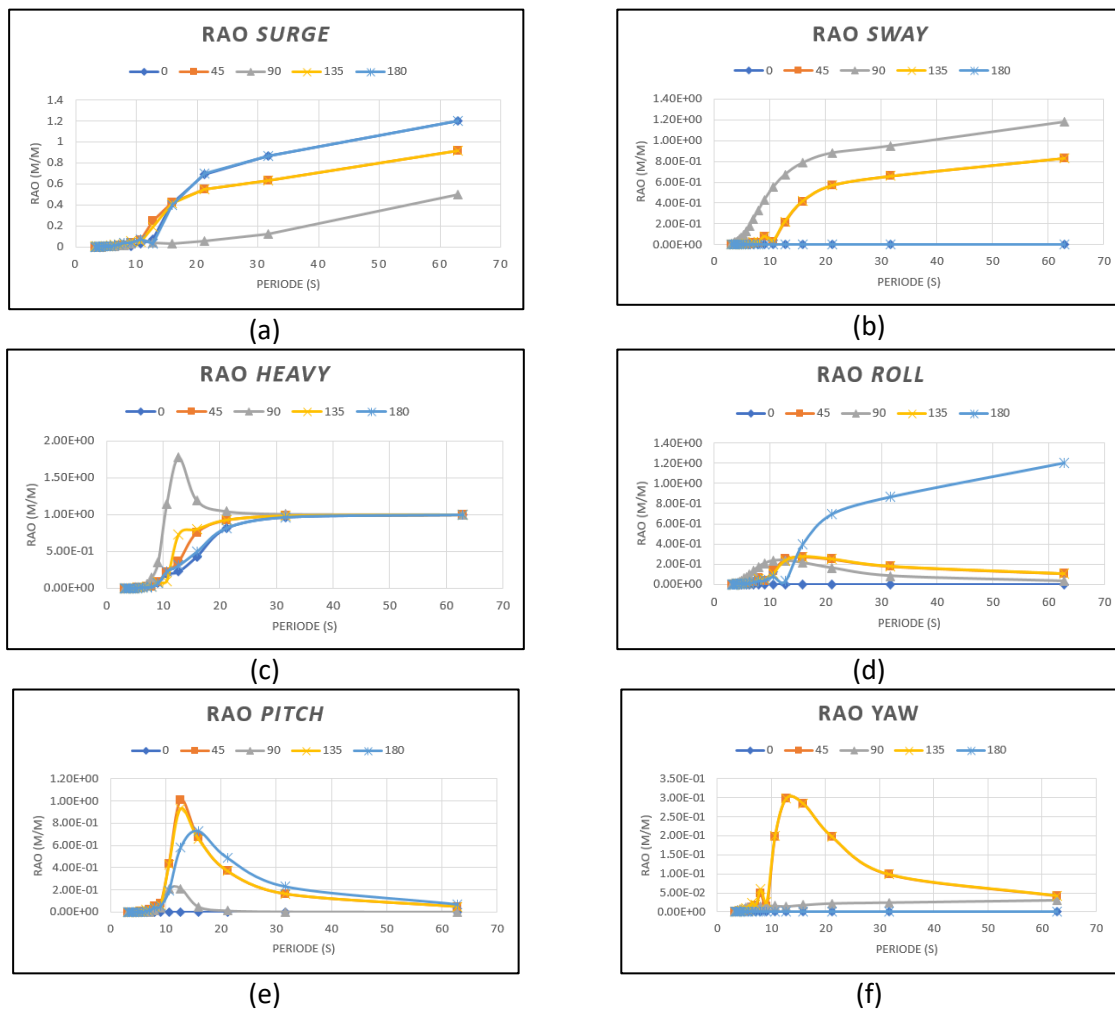 RAO SURGE
0 45 90 135 180
1.4
1.2
1
0.8
0.6
0.4
0.2
0
RAO (M/M)
0 10 20 30 40 50 60 70
PERIODE (S)
(a)
RAO SWAY
0 45 90 135 180
1.40E+00
1.20E+00
1.00E+00
8.00E-01
6.00E-01
4.00E-01
2.00E-01
0.00E+00
RAO (M/M)
0 10 20 30 40 50 60 70
PERIODE (S)
(b)
RAO HEAVY
0 45 90 135 180
2.00E+00
1.50E+00
1.00E+00
5.00E-01
0.00E+00
RAO (M/M)
0 10 20 30 40 50 60 70
PERIODE (S)
(c)
RAO ROLL
0 45 90 135 180
1.40E+00
1.20E+00
1.00E+00
8.00E-01
6.00E-01
4.00E-01
2.00E-01
0.00E+00
RAO (M/M)
0 10 20 30 40 50 60 70
PERIODE (S)
(d)
RAO PITCH
0 45 90 135 180
1.20E+00
1.00E+00
8.00E-01
6.00E-01
4.00E-01
2.00E-01
0.00E+00
RAO (M/M)
0 10 20 30 40 50 60 70
PERIODE (S)
(e)
RAO YAW
0 45 90 135 180
3.50E-01
3.00E-01
2.50E-01
2.00E-01
1.50E-01
1.00E-01
5.00E-02
0.00E+00
RAO (M/M)
0 10 20 30 40 50 60 70
PERIODE (S)
(f)